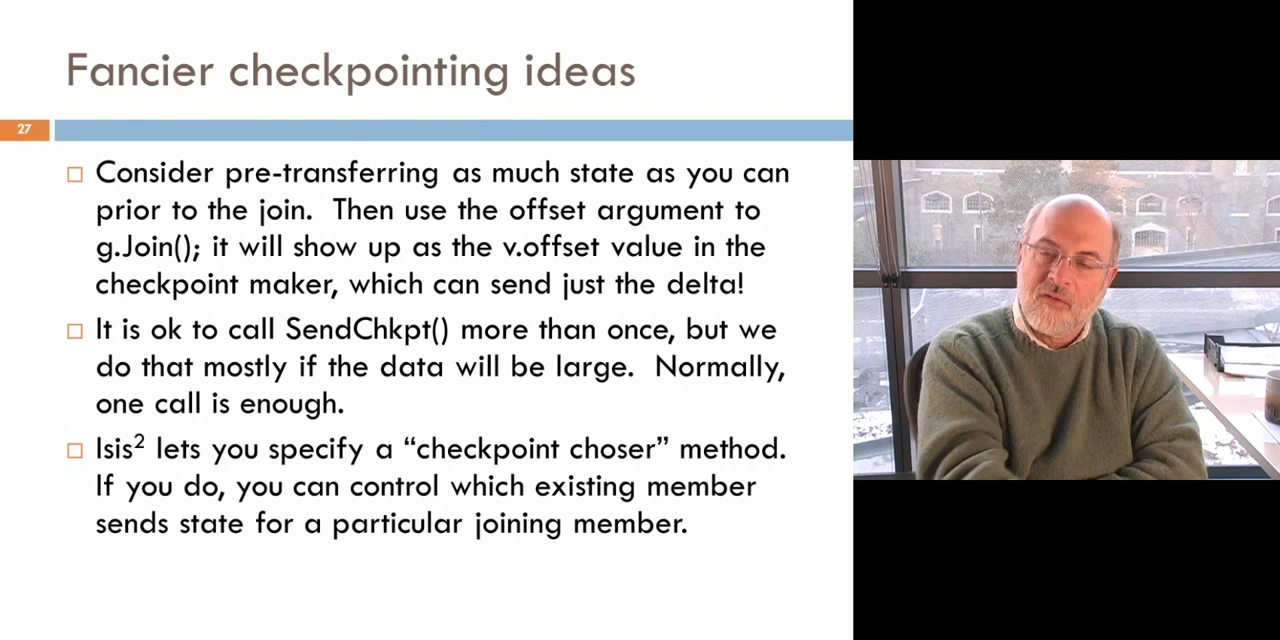 Fancier checkpointing ideas
27
Consider pre-transferring as much state as you can
prior to the join. Then use the offset argument to
g.Join(); it will show up as the v.offset value in the
checkpoint maker, which can send just the delta!
It is ok to call SendChkpt() more than once, but we
do that mostly if the data will be large. Normally,
one call is enough.
Isis² lets you specify a “checkpoint choser” method.
If you do, you can control which existing member
sends state for a particular joining member.